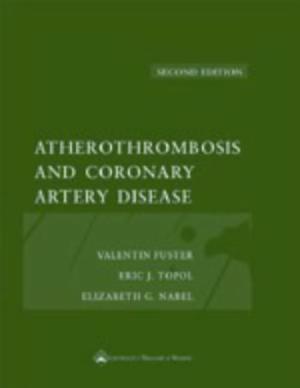 SECOND EDITION
ATHEROTHROMBOSIS
AND CORONARY
ARTERY DISEASE
VALENTIN FUSTER
ERIC J. TOPOL
ELIZABETH G. NABEL